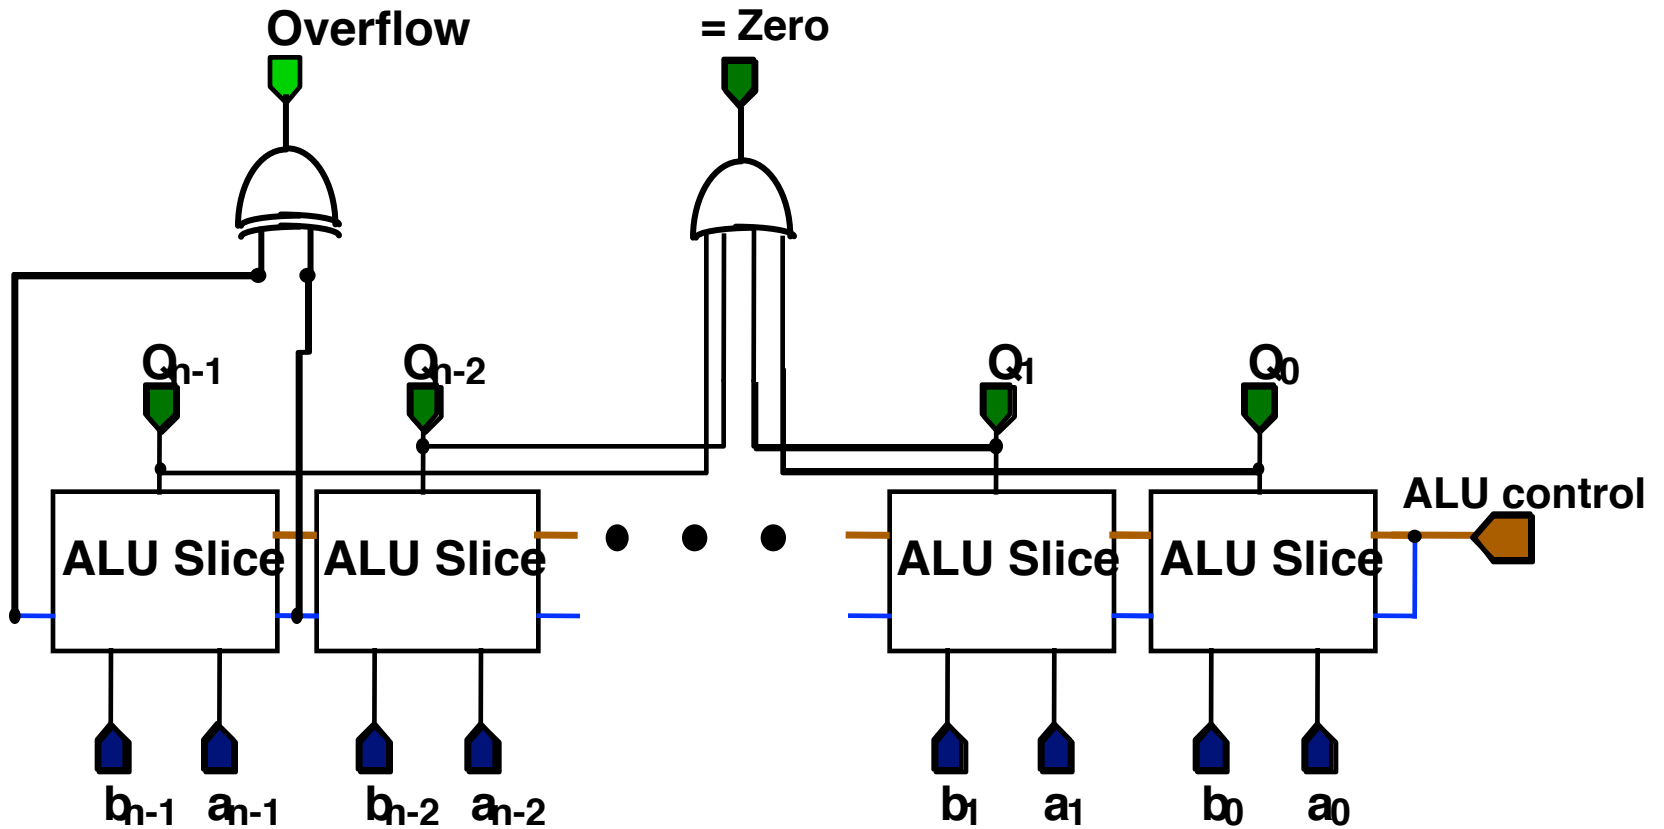 Overflow = Zero
Qn-1 Qn-2 Q1 Q0
ALU control
ALU Slice ALU Slice ALU Slice ALU Slice
bn-1 an-1 bn-2 an-2 b1 a1 b0 a0